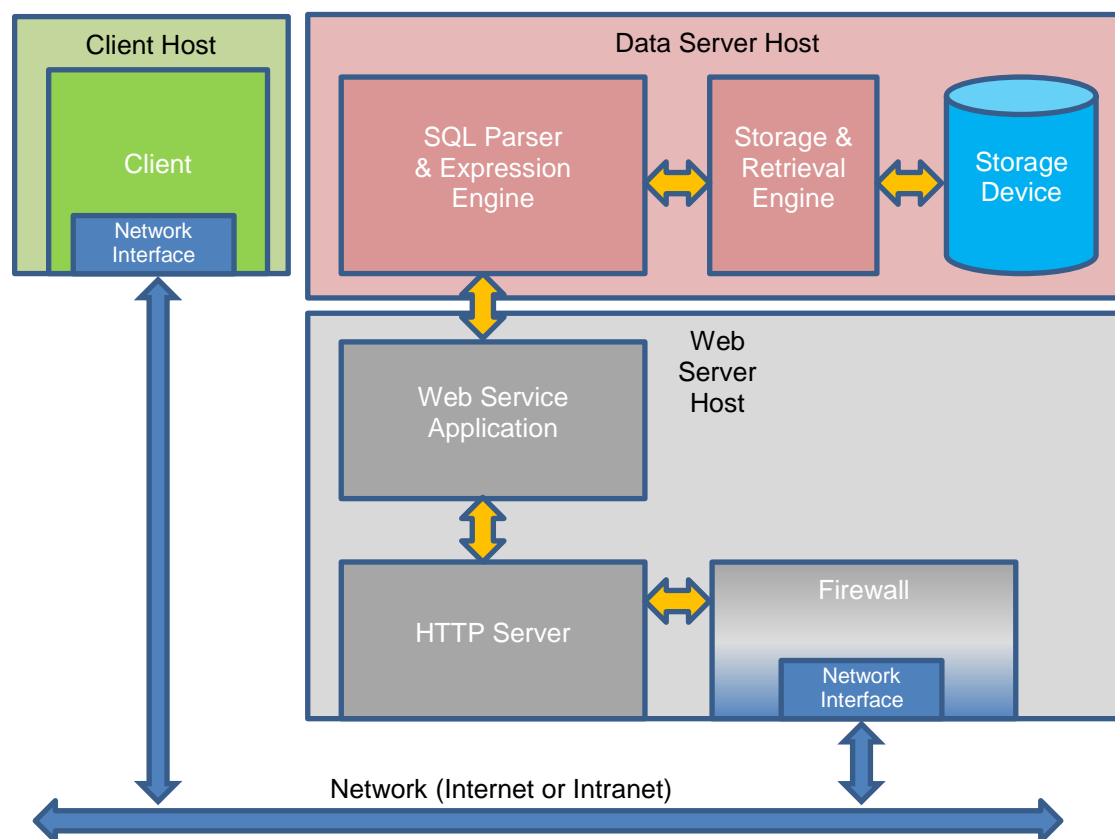 Client Host
Client
Network
Interface
Data Server Host
SQL Parser
& Expression
Engine
Storage &
Retrieval
Engine
Storage
Device
Web
Server
Host
Web Service
Application
HTTP Server
Firewall
Network
Interface
Network (Internet or Intranet)